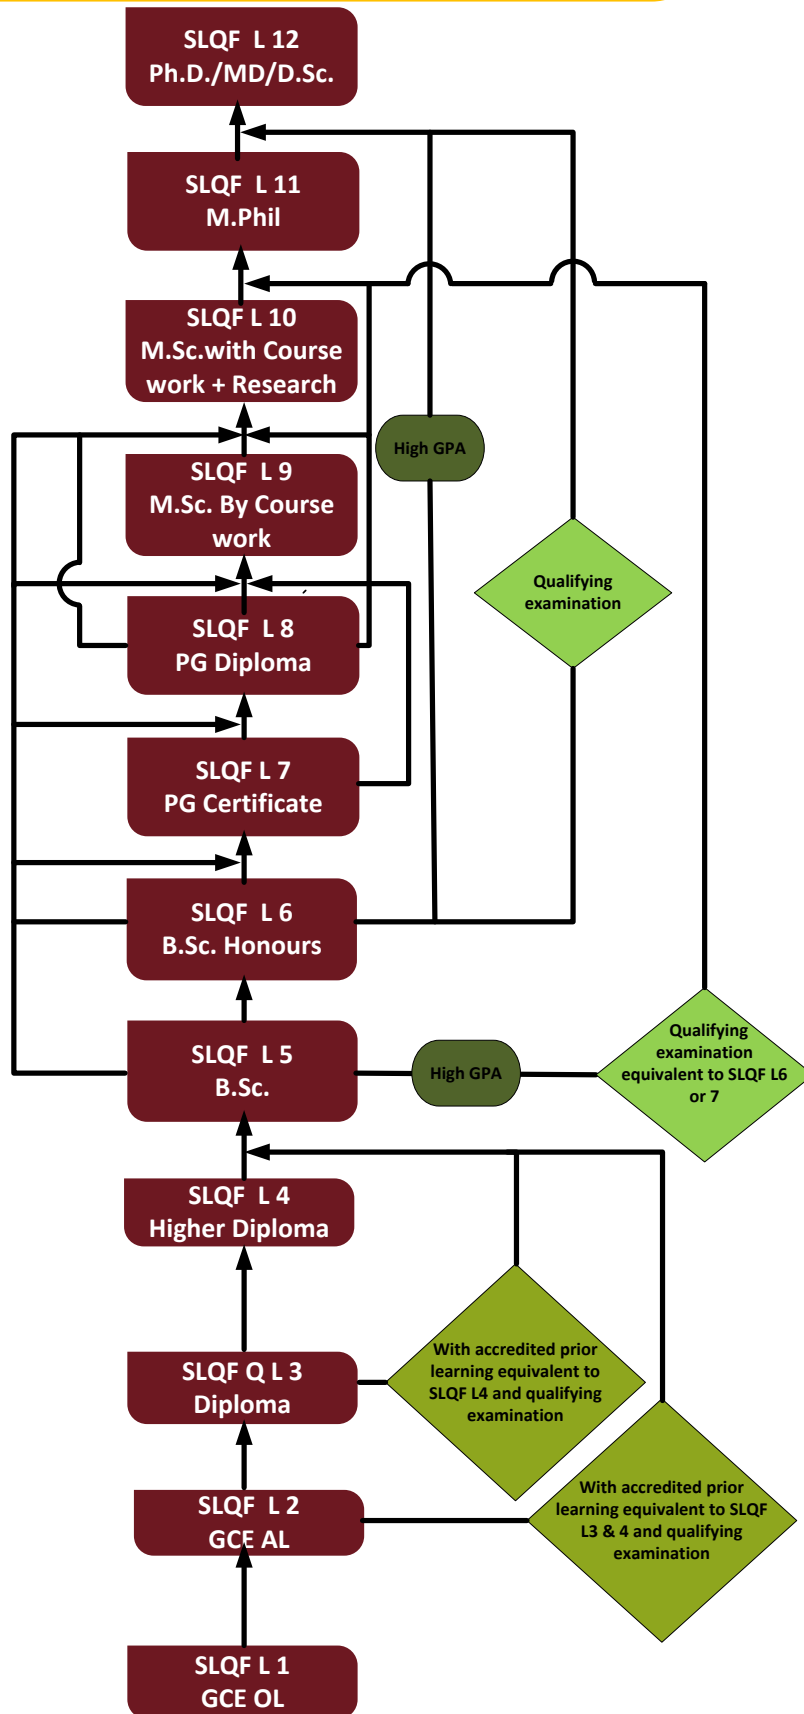 SLQF L 12
Ph.D./MD/D.Sc.
SLQF L 11
M.Phil
SLQF L 10
M.Sc.with Course
work + Research
High GPA
SLQF L 9
M.Sc. By Course
work
Qualifying
examination
SLQF L 8
PG Diploma
SLQF L 7
PG Certificate
SLQF L 6
B.Sc. Honours
SLQF L 5
B.Sc.
High GPA
Qualifying
examination
equivalent to SLQF L6
or 7
SLQF L 4
Higher Diploma
With accredited prior
learning equivalent to
SLQF L4 and qualifying
examination
SLQF Q L 3
Diploma
With accredited prior
learning equivalent to SLQF
L3 & 4 and qualifying
examination
SLQF L 2
GCE AL
SLQF L 1
GCE OL